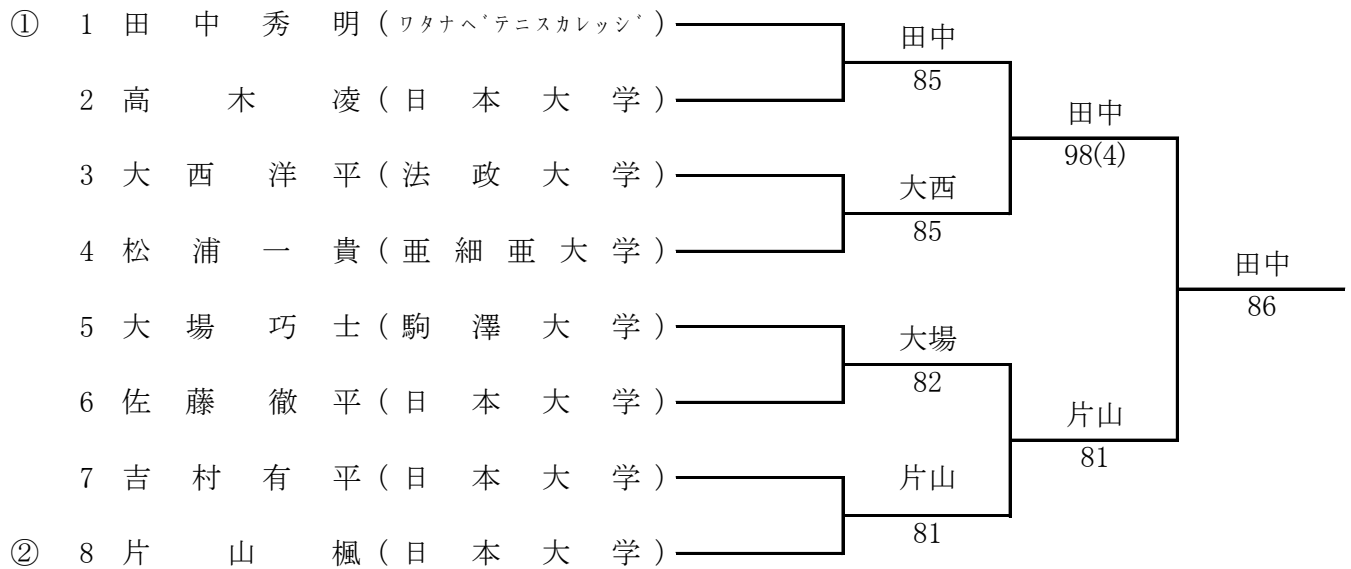 ① 1 田中秀明(ワタナベテニスカレッジ)
田中
85
2 高木凌(日本大学)
田中
98(4)
3 大西洋平(法政大学)
大西
85
4 松浦一貴(亜細亜大学)
田中
86
5 大場巧士(駒澤大学)
大場
82
6 佐藤徹平(日本大学)
片山
81
7 吉村有平(日本大学)
片山
81
② 8 片山楓(日本大学)